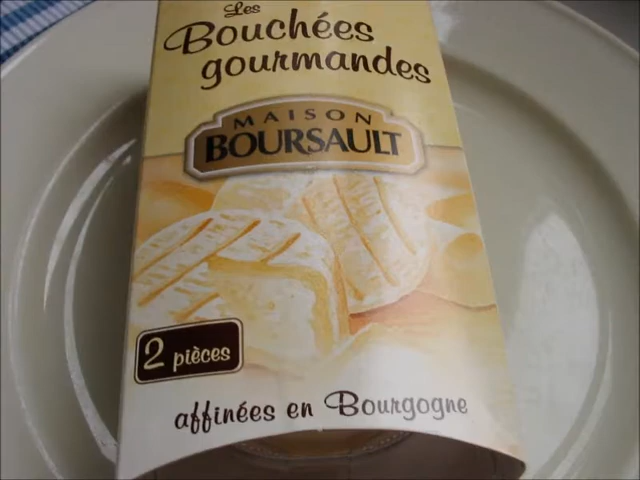 Les
Bouchées
gourmandes
MAISON
BOURSAULT
2 pièces
affinées en Bourgogne